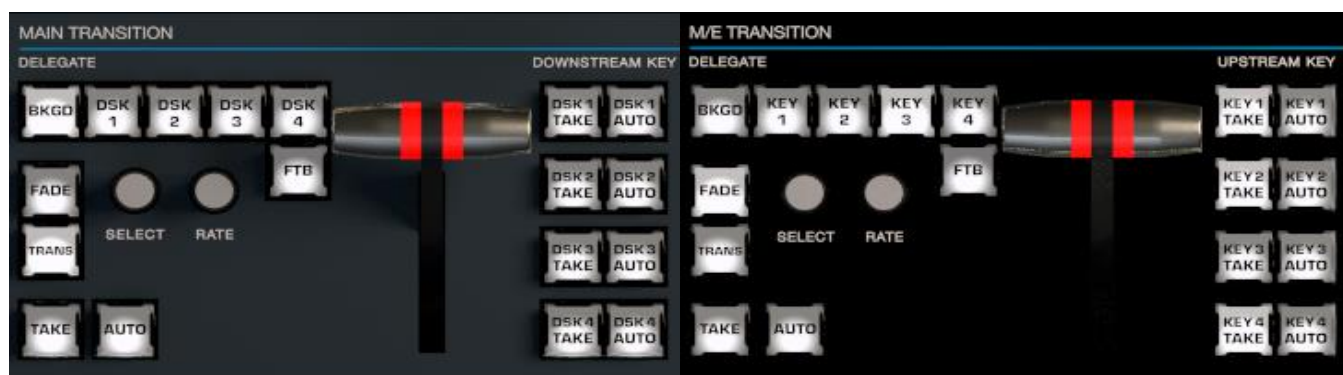 MAIN TRANSITION
DELEGATE
DOWNSTREAM KEY
BKGD
DSK
1
DSK
2
DSK
3
DSK
4
DSK 1
TAKE
DSK 1
AUTO
FTB
FADE
DSK 2
TAKE
DSK 2
AUTO
SELECT
RATE
TRANS
DSK 3
TAKE
DSK 3
AUTO
TAKE
AUTO
DSK 4
TAKE
DSK 4
AUTO
M/E TRANSITION
DELEGATE
UPSTREAM KEY
BKGD
KEY
1
KEY
2
KEY
3
KEY
4
KEY 1
TAKE
KEY 1
AUTO
FTB
FADE
KEY 2
TAKE
KEY 2
AUTO
SELECT
RATE
TRANS
KEY 3
TAKE
KEY 3
AUTO
TAKE
AUTO
KEY 4
TAKE
KEY 4
AUTO